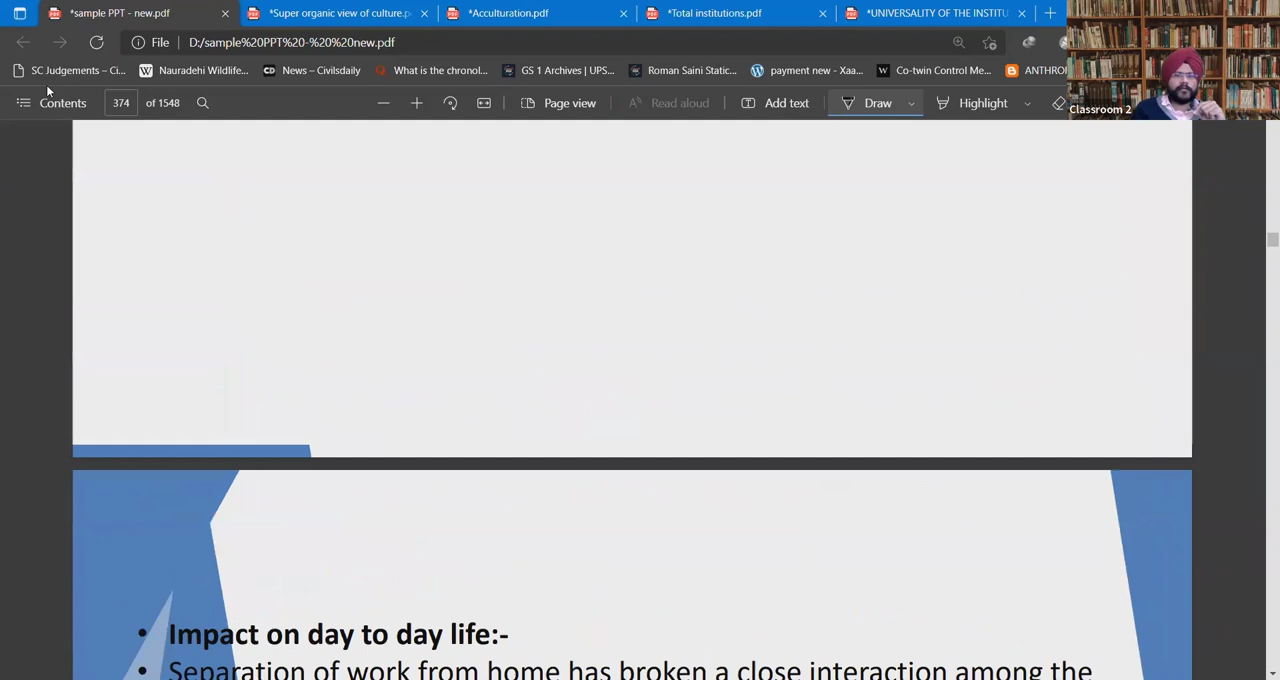 *sample PPT - new.pdf
*Super organic view of culture.p
*Acculturation.pdf
*Total institutions.pdf
*UNIVERSALITY OF THE INSTITU
File
D:/sample%20PPT%20-%20%20new.pdf
SC Judgements – Ci...
Nauradehi Wildlife...
News – Civilsdaily
What is the chronol...
GS 1 Archives | UPS...
Roman Saini Static...
payment new - Xaa...
Co-twin Control Me...
ANTHRO
Contents
374 of 1548
Page view
Read aloud
Add text
Draw
Highlight
Classroom 2
• Impact on day to day life:-
• Separation of work from home has broken a close interaction among the